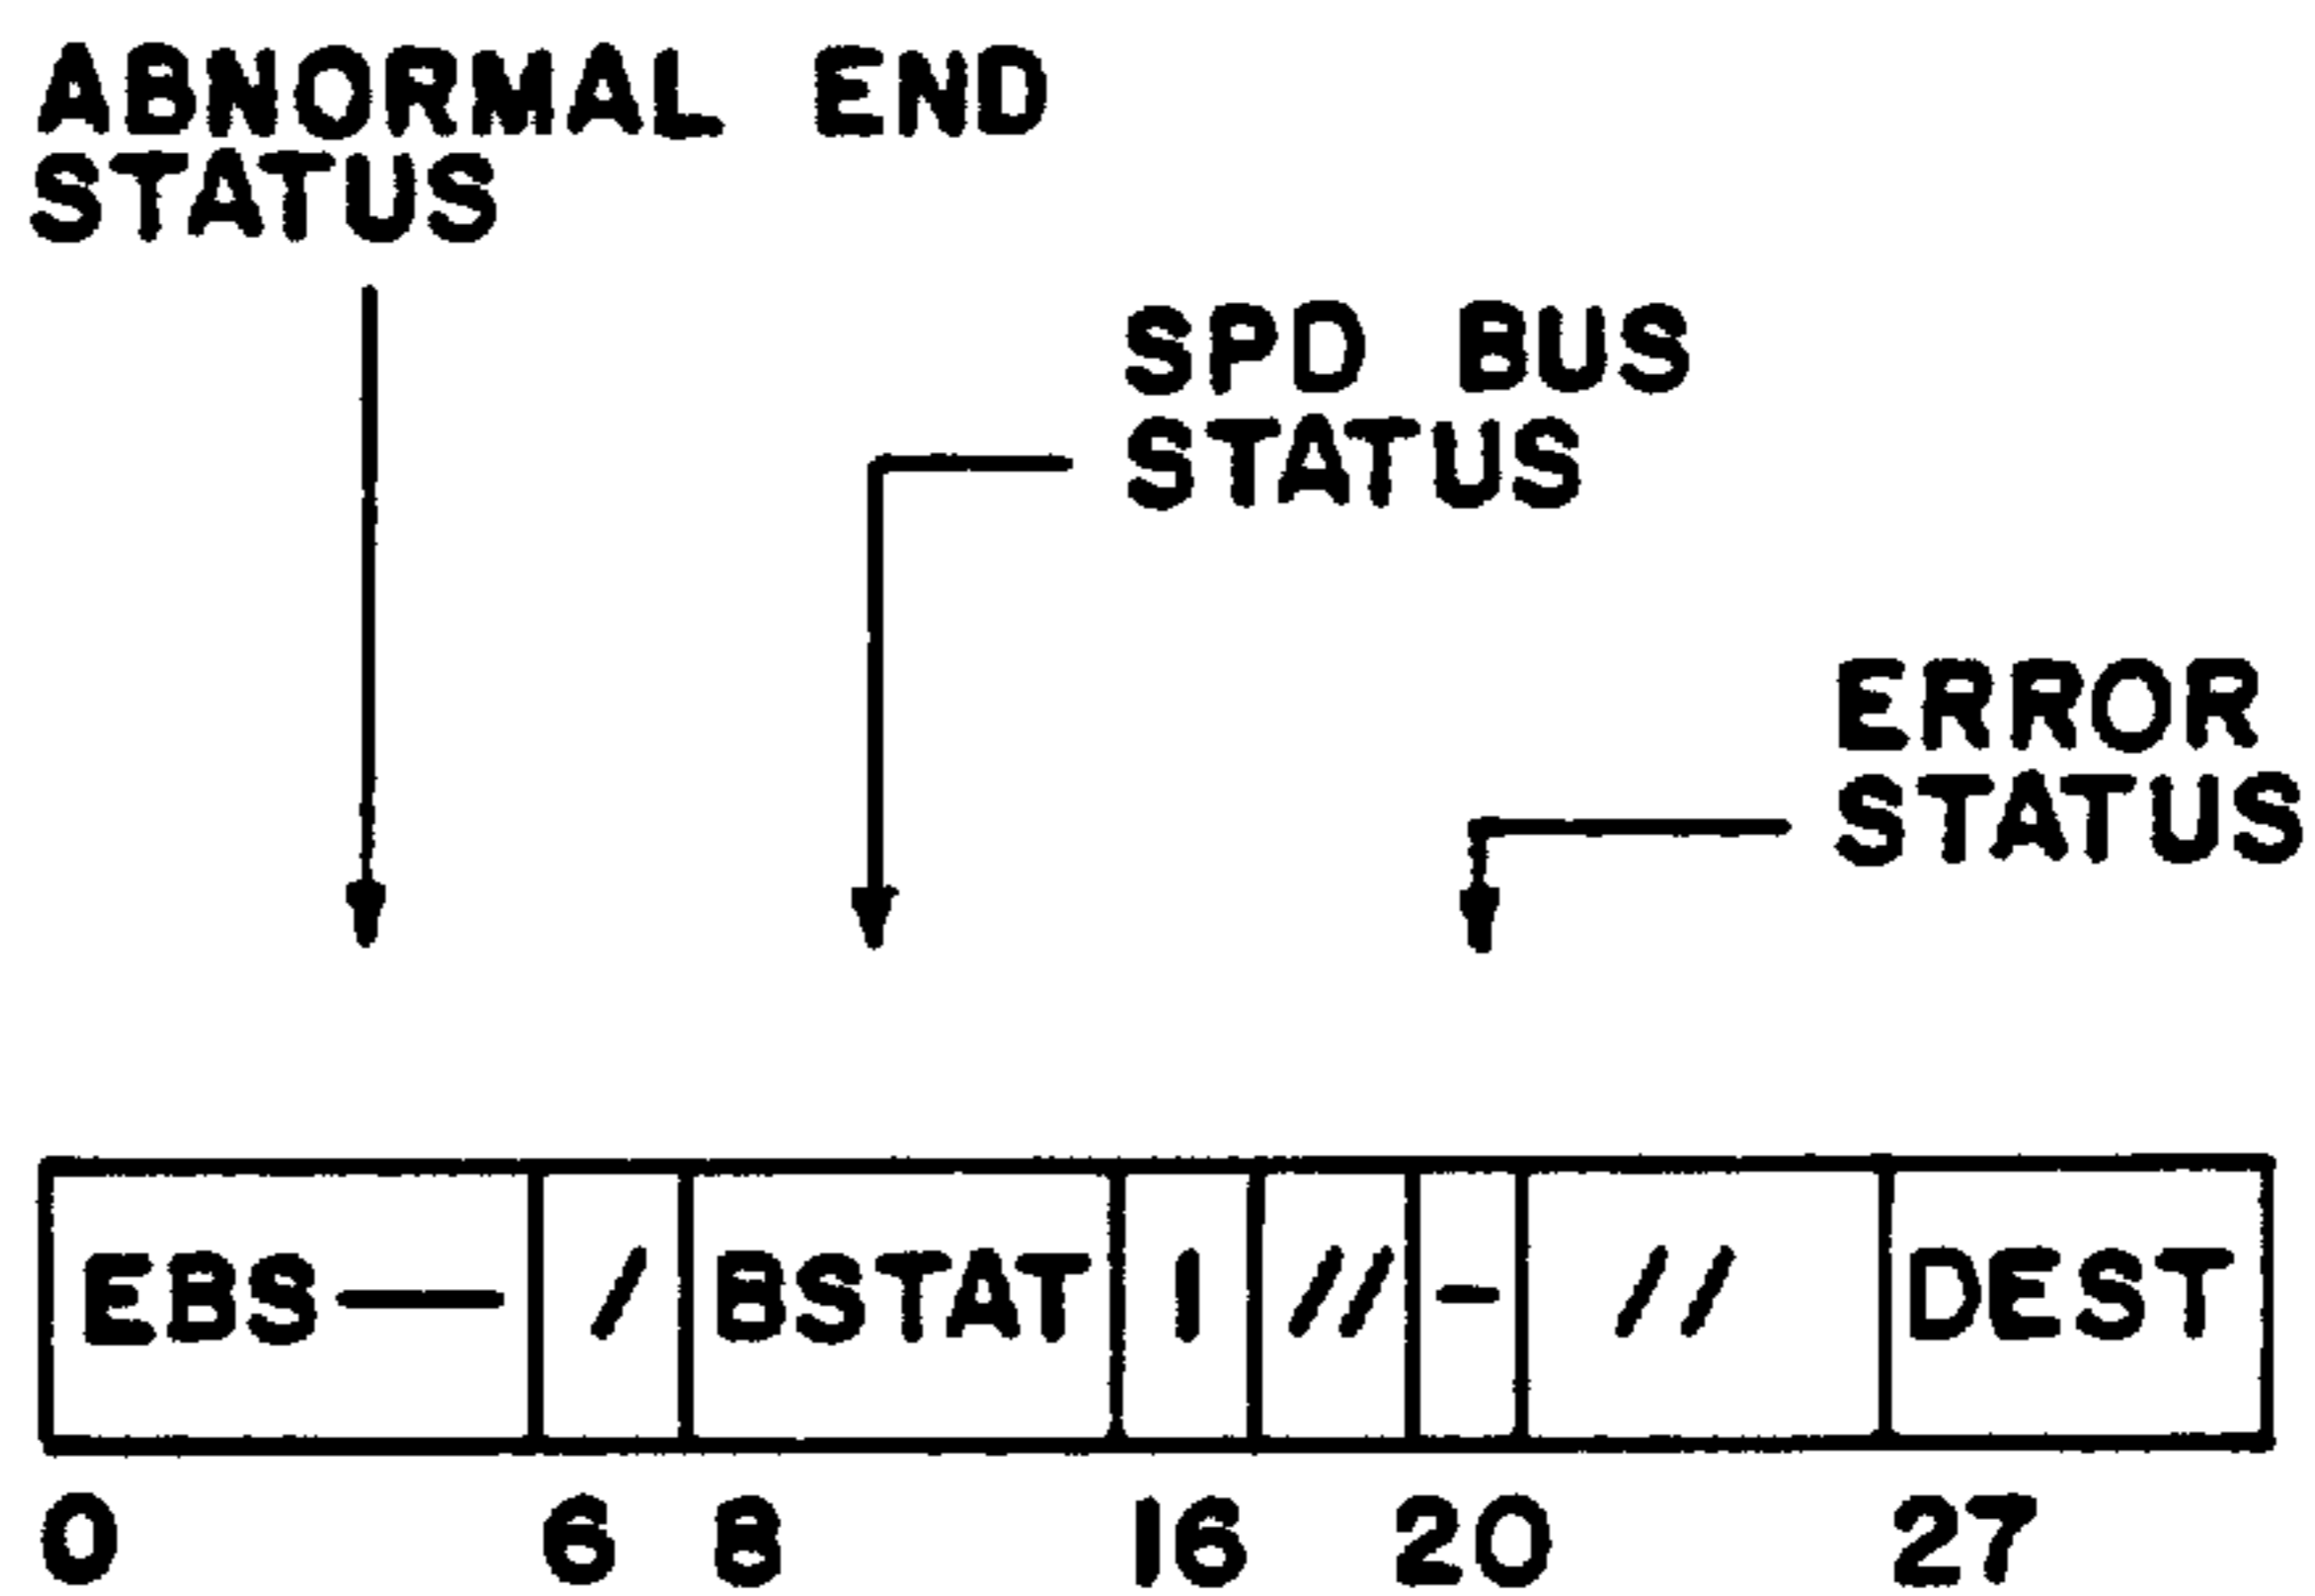 ABNORMAL END
STATUS
SPD BUS
STATUS
ERROR
STATUS
EBS— / BSTAT I // - // DEST
0 6 8 16 20 27